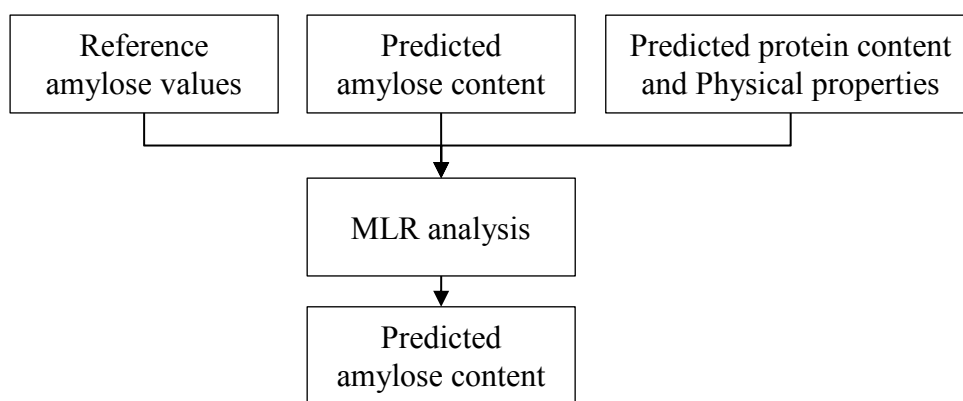 Reference
amylose values
Predicted
amylose content
Predicted protein content
and Physical properties
MLR analysis
Predicted
amylose content